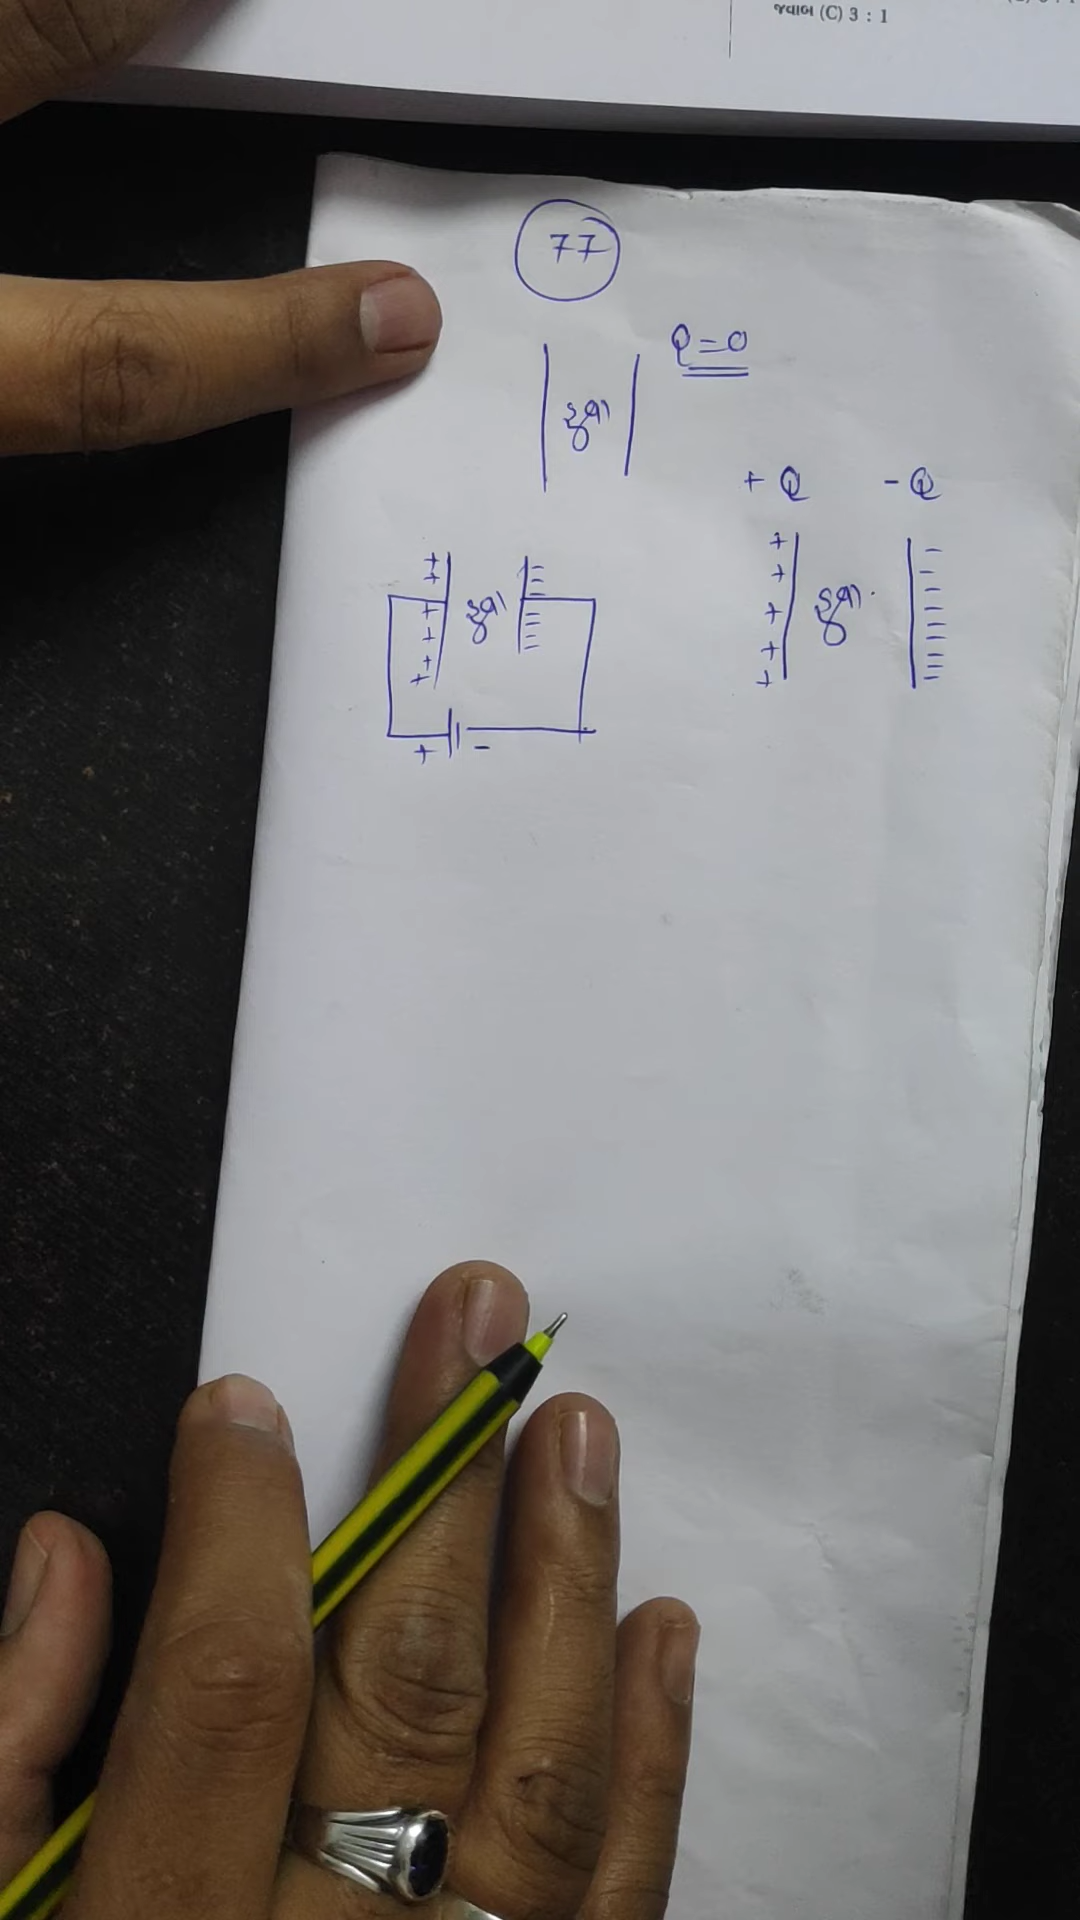 જવાબ (C) 3 : 1
77
Q = 0
હવા
+ Q - Q
હવા
હવા
+ -